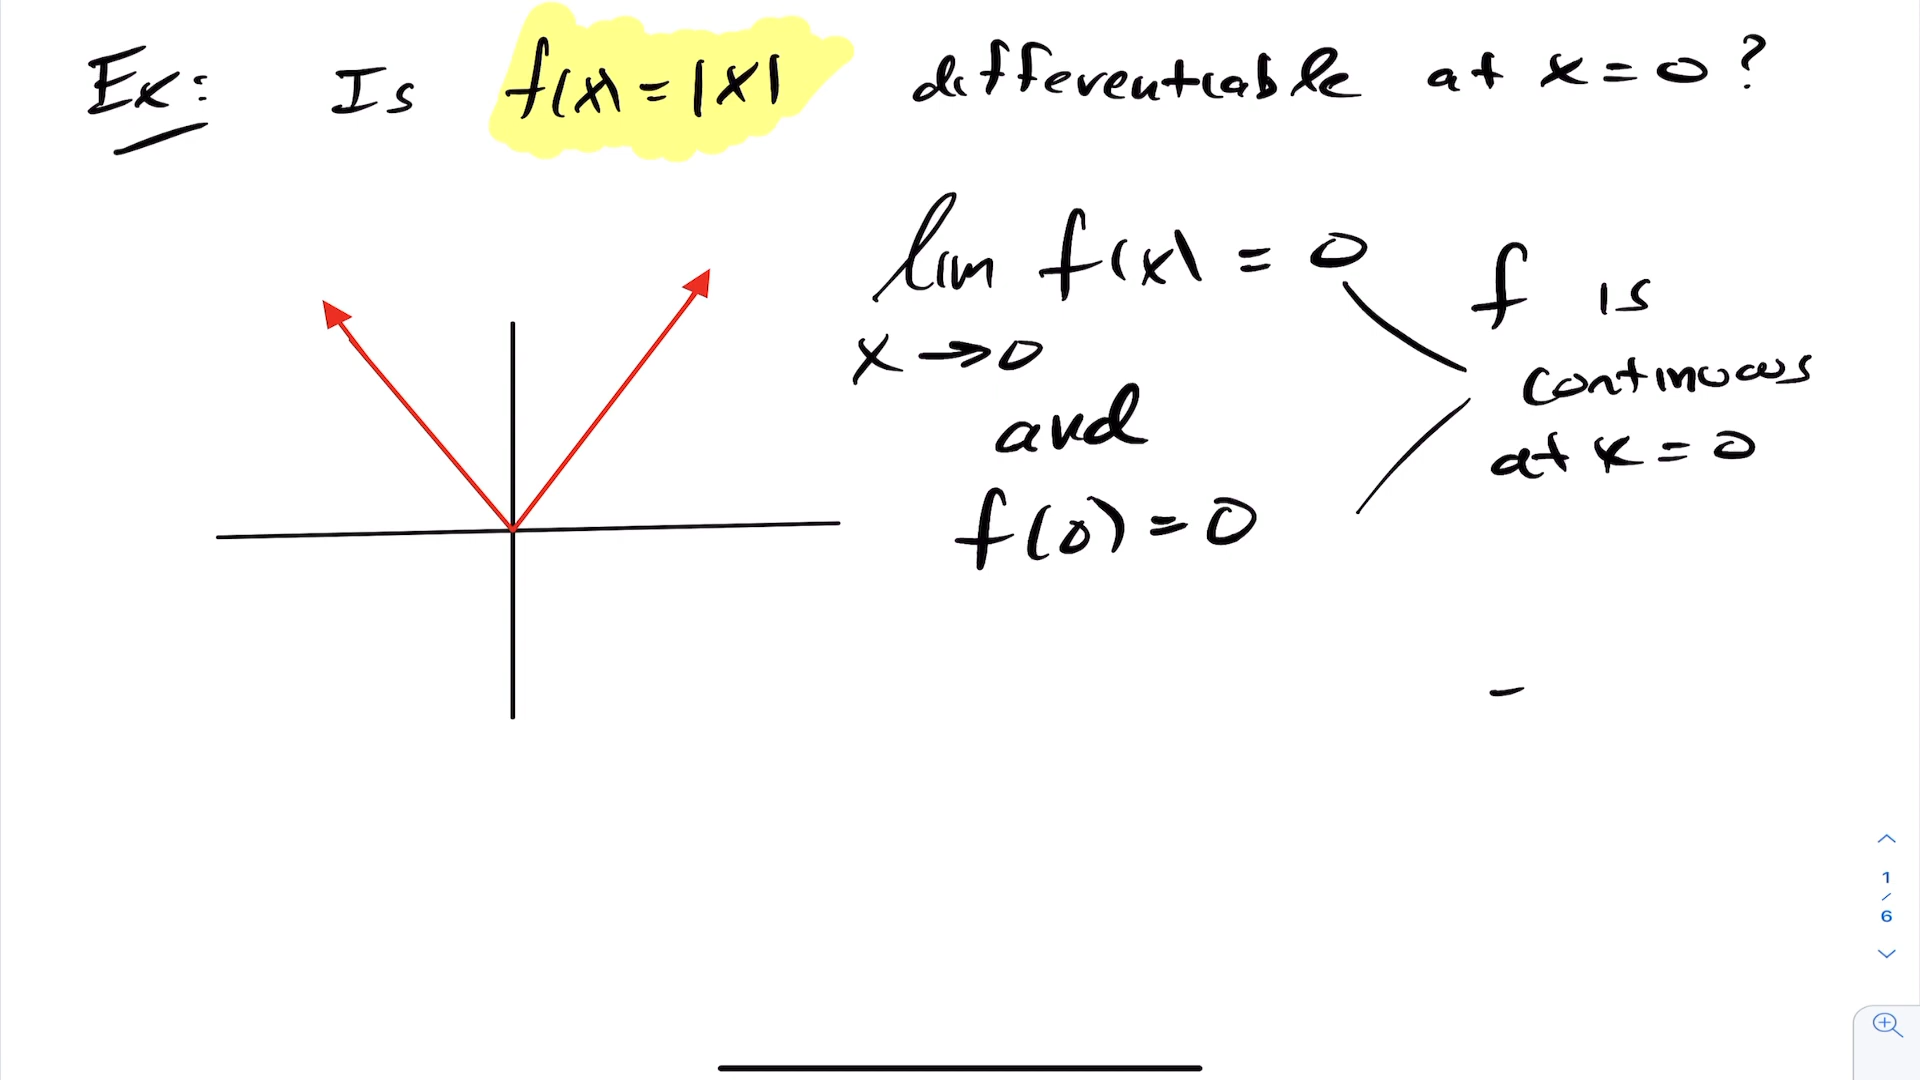 Ex: Is f(x) = |x| differentiable at x = 0?
lim f(x) = 0
x → 0
and
f(0) = 0
f is
continuous
at x = 0
1
/
6